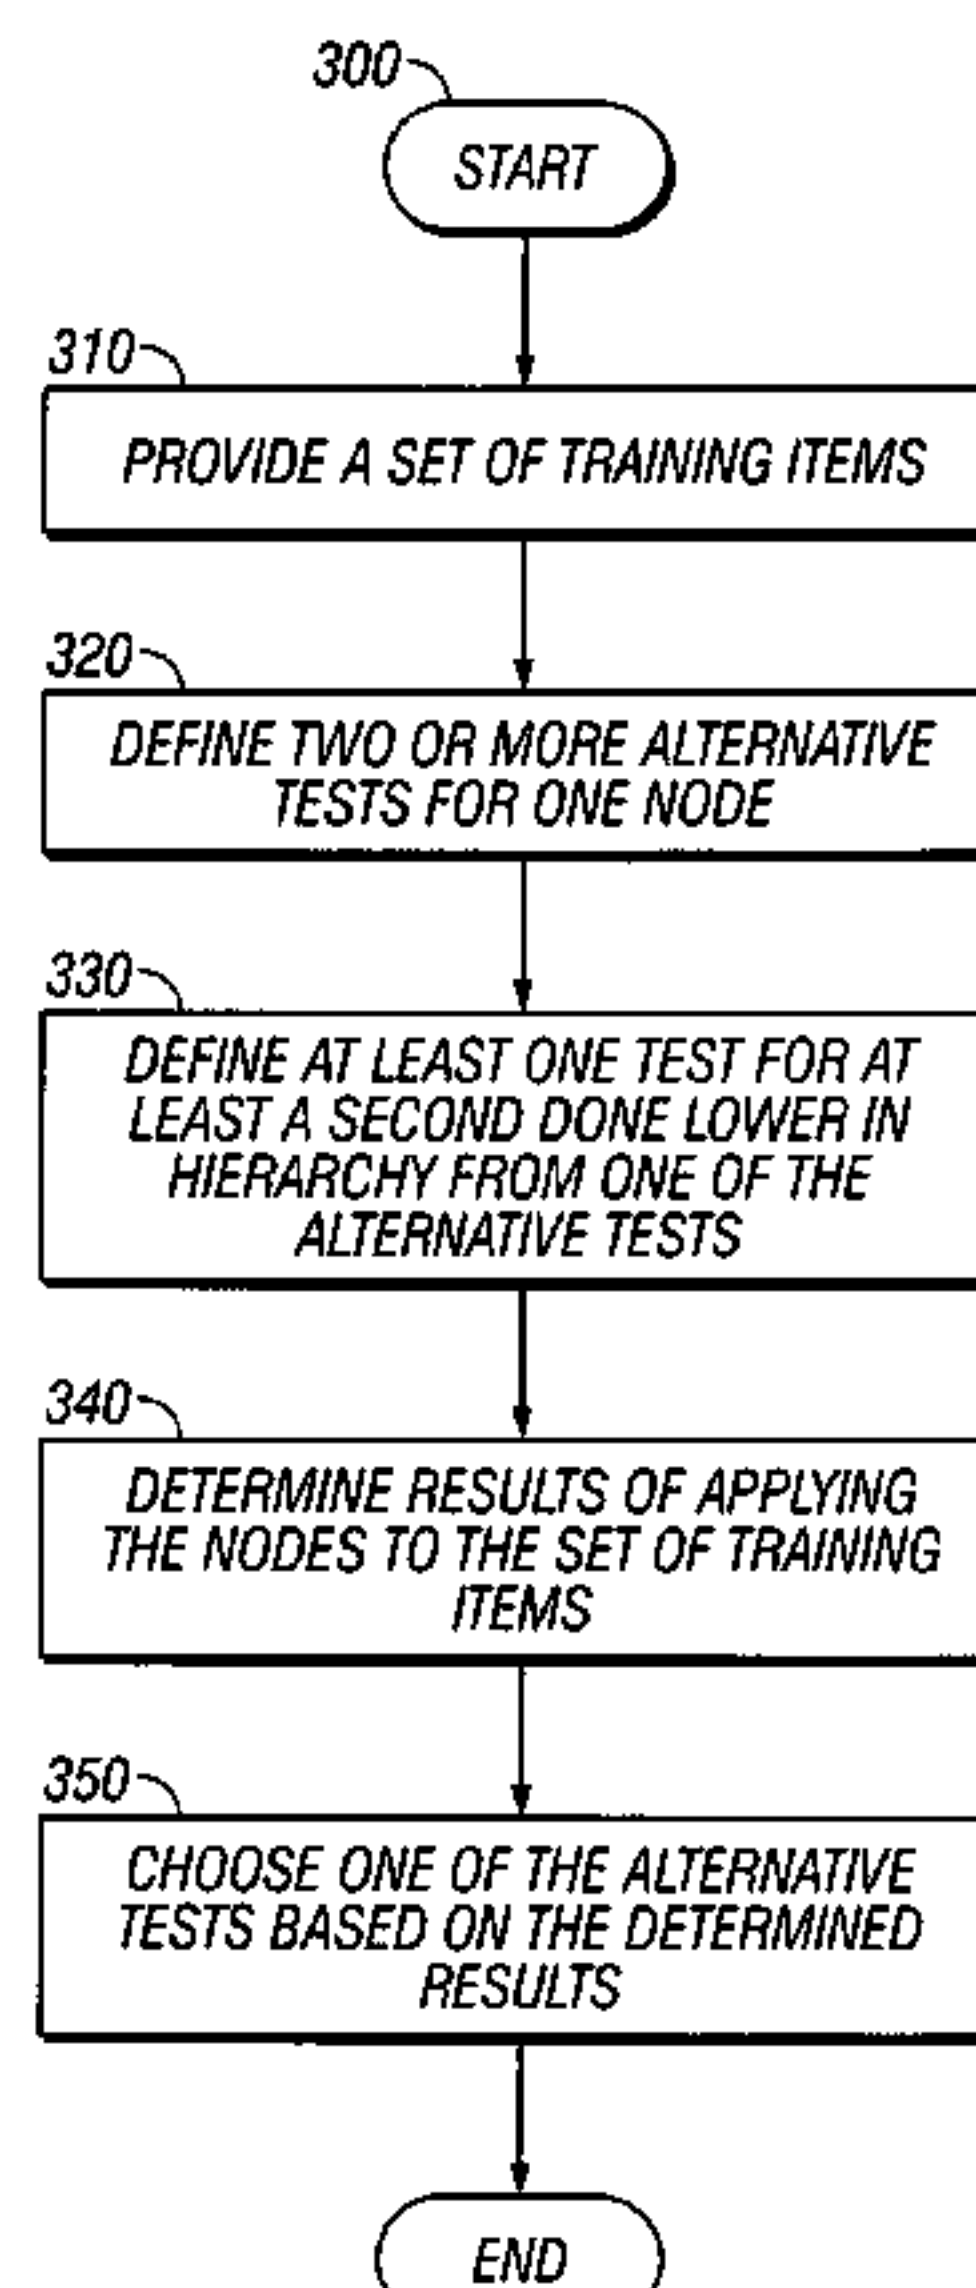 300
START
310
PROVIDE A SET OF TRAINING ITEMS
320
DEFINE TWO OR MORE ALTERNATIVE
TESTS FOR ONE NODE
330
DEFINE AT LEAST ONE TEST FOR AT
LEAST A SECOND DONE LOWER IN
HIERARCHY FROM ONE OF THE
ALTERNATIVE TESTS
340
DETERMINE RESULTS OF APPLYING
THE NODES TO THE SET OF TRAINING
ITEMS
350
CHOOSE ONE OF THE ALTERNATIVE
TESTS BASED ON THE DETERMINED
RESULTS
END